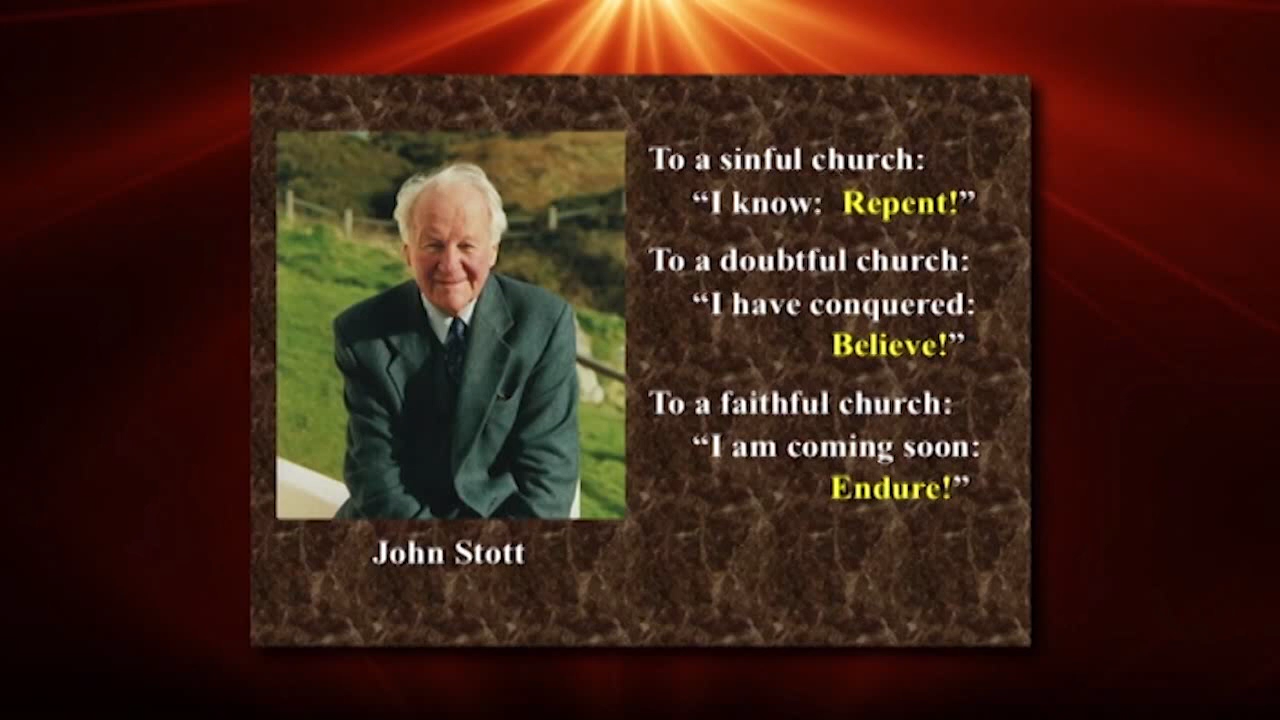 To a sinful church:
“I know: Repent!”
To a doubtful church:
“I have conquered:
Believe!”
To a faithful church:
“I am coming soon:
Endure!”
John Stott